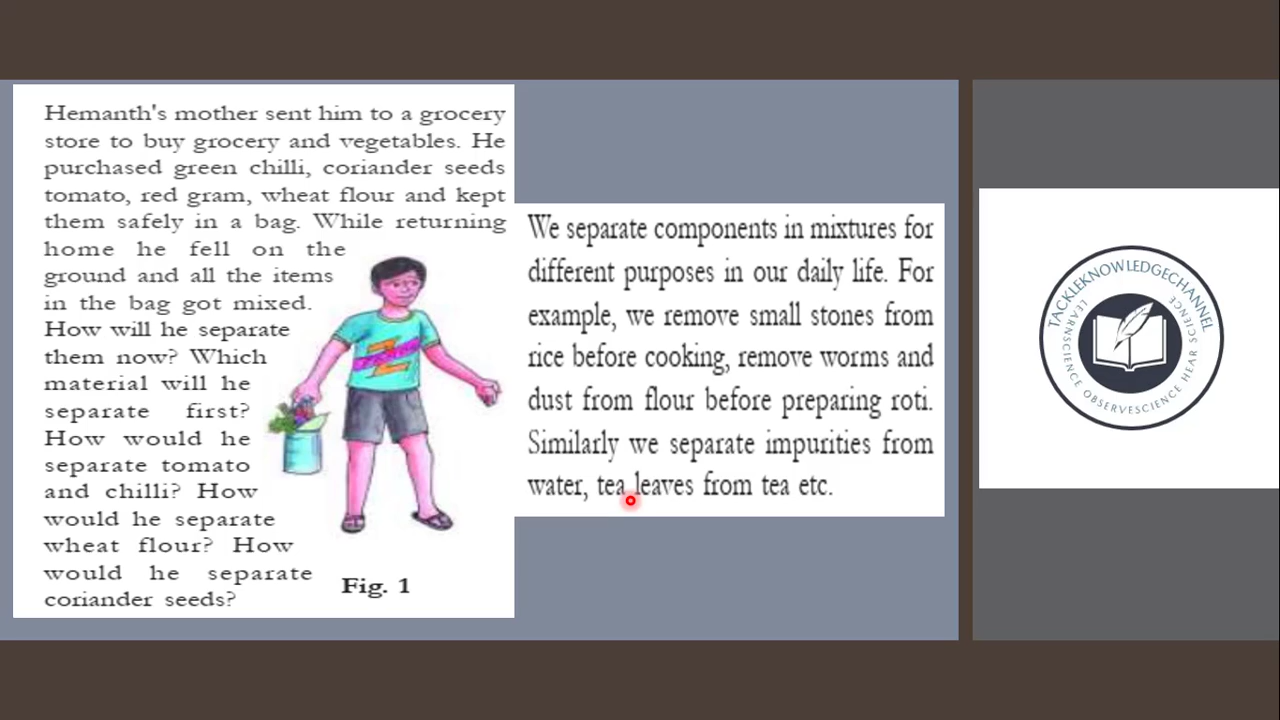 Hemanth's mother sent him to a grocery
store to buy grocery and vegetables. He
purchased green chilli, coriander seeds
tomato, red gram, wheat flour and kept
them safely in a bag. While returning
home he fell on the
ground and all the items
in the bag got mixed.
How will he separate
them now? Which
material will he
separate first?
How would he
separate tomato
and chilli? How
would he separate
wheat flour? How
would he separate
coriander seeds?
Fig. 1
We separate components in mixtures for
different purposes in our daily life. For
example, we remove small stones from
rice before cooking, remove worms and
dust from flour before preparing roti.
Similarly we separate impurities from
water, tea leaves from tea etc.
TACKLEKNOWLEDGECHANNEL
LEARNSCIENCE OBSERVESCIENCE HEAR SCIENCE